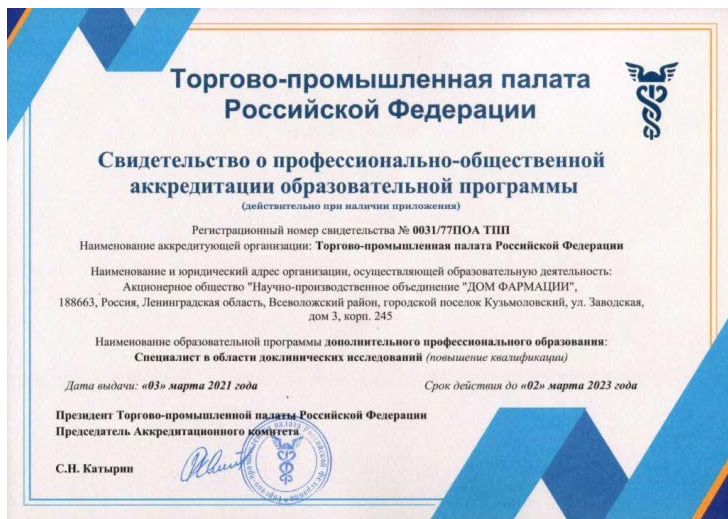 Торгово-промышленная палата
Российской Федерации
Свидетельство о профессионально-общественной
аккредитации образовательной программы
(действительно при наличии приложения)
Регистрационный номер свидетельства № 0031/77ПОА ТПП
Наименование аккредитующей организации: Торгово-промышленная палата Российской Федерации
Наименование и юридический адрес организации, осуществляющей образовательную деятельность:
Акционерное общество "Научно-производственное объединение "ДОМ ФАРМАЦИИ",
188663, Россия, Ленинградская область, Всеволожский район, городской поселок Кузьмоловский, ул. Заводская,
дом 3, корп. 245
Наименование образовательной программы дополнительного профессионального образования:
Специалист в области доклинических исследований (повышение квалификации)
Дата выдачи: «03» марта 2021 года
Срок действия до «02» марта 2023 года
Президент Торгово-промышленной палаты Российской Федерации
Председатель Аккредитационного комитета
С.Н. Катырин